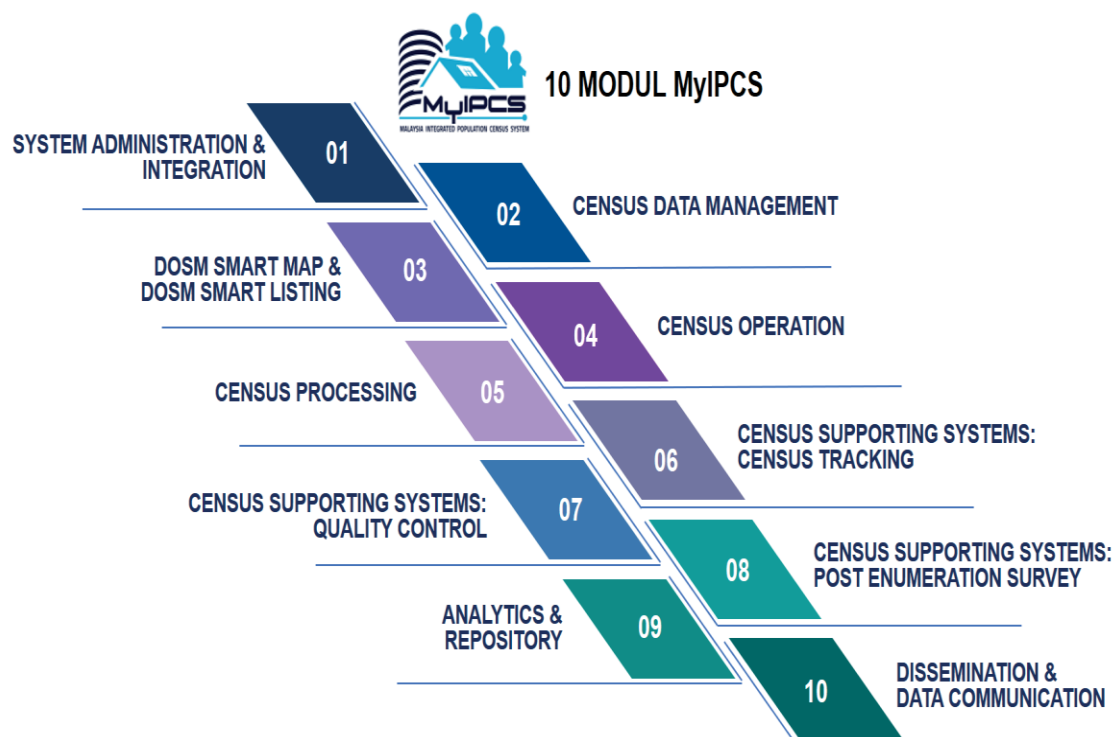 MyIPCS
MALAYSIA INTEGRATED POPULATION CENSUS SYSTEM
10 MODUL MyIPCS
01
SYSTEM ADMINISTRATION &
INTEGRATION
02
CENSUS DATA MANAGEMENT
03
DOSM SMART MAP &
DOSM SMART LISTING
04
CENSUS OPERATION
05
CENSUS PROCESSING
06
CENSUS SUPPORTING SYSTEMS:
CENSUS TRACKING
07
CENSUS SUPPORTING SYSTEMS:
QUALITY CONTROL
08
CENSUS SUPPORTING SYSTEMS:
POST ENUMERATION SURVEY
09
ANALYTICS &
REPOSITORY
10
DISSEMINATION &
DATA COMMUNICATION